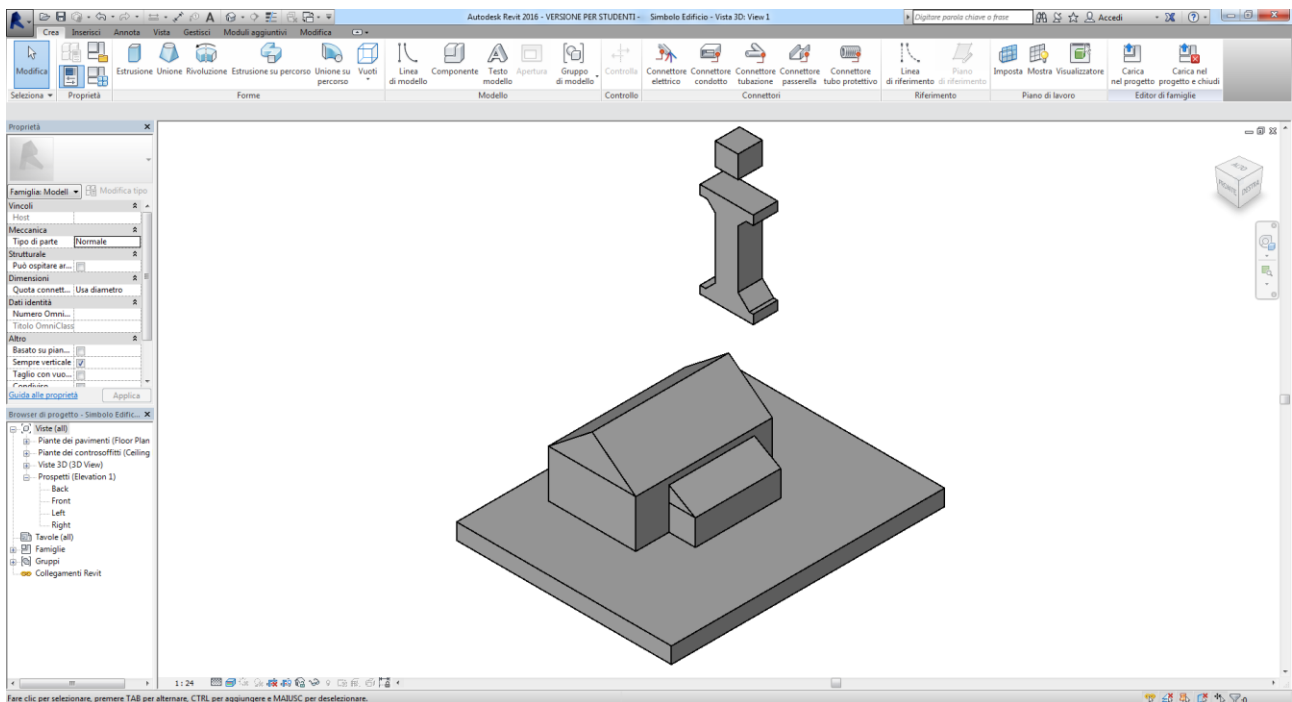 Autodesk Revit 2016 - VERSIONE PER STUDENTI - Simbolo Edificio - Vista 3D: View 1
Digitare parola chiave o frase
Accedi
Crea Inserisci Annota Vista Gestisci Moduli aggiuntivi Modifica
Modifica
Estrusione Unione Rivoluzione Estrusione su percorso Unione su percorso Vuoti
Linea di modello Componente Testo modello Apertura Gruppo di modello
Controlla
Connettore elettrico Connettore condotto Connettore tubazione Connettore passerella Connettore tubo protettivo
Linea di riferimento Piano di riferimento
Imposta Mostra Visualizzatore
Carica nel progetto Carica nel progetto e chiudi
Seleziona Proprietà Forme Modello Controllo Connettori Riferimento Piano di lavoro Editor di famiglie
Proprietà
Famiglia: Modell Modifica tipo
Vincoli
Host
Meccanica
Tipo di parte Normale
Strutturale
Può ospitare ar...
Dimensioni
Quota connett... Usa diametro
Dati identità
Numero Omni...
Titolo OmniClass
Altro
Basato su pian...
Sempre verticale
Taglio con vuo...
Condiviso
Guida alle proprietà Applica
Browser di progetto - Simbolo Edific...
Viste (all)
Piante dei pavimenti (Floor Plan
Piante dei controsoffitti (Ceiling
Viste 3D (3D View)
Prospetti (Elevation 1)
Back
Front
Left
Right
Tavole (all)
Famiglie
Gruppi
Collegamenti Revit
ALTO
DESTRA
1:24
Fare clic per selezionare, premere TAB per alternare, CTRL per aggiungere e MAIUSC per deselezionare.
:0